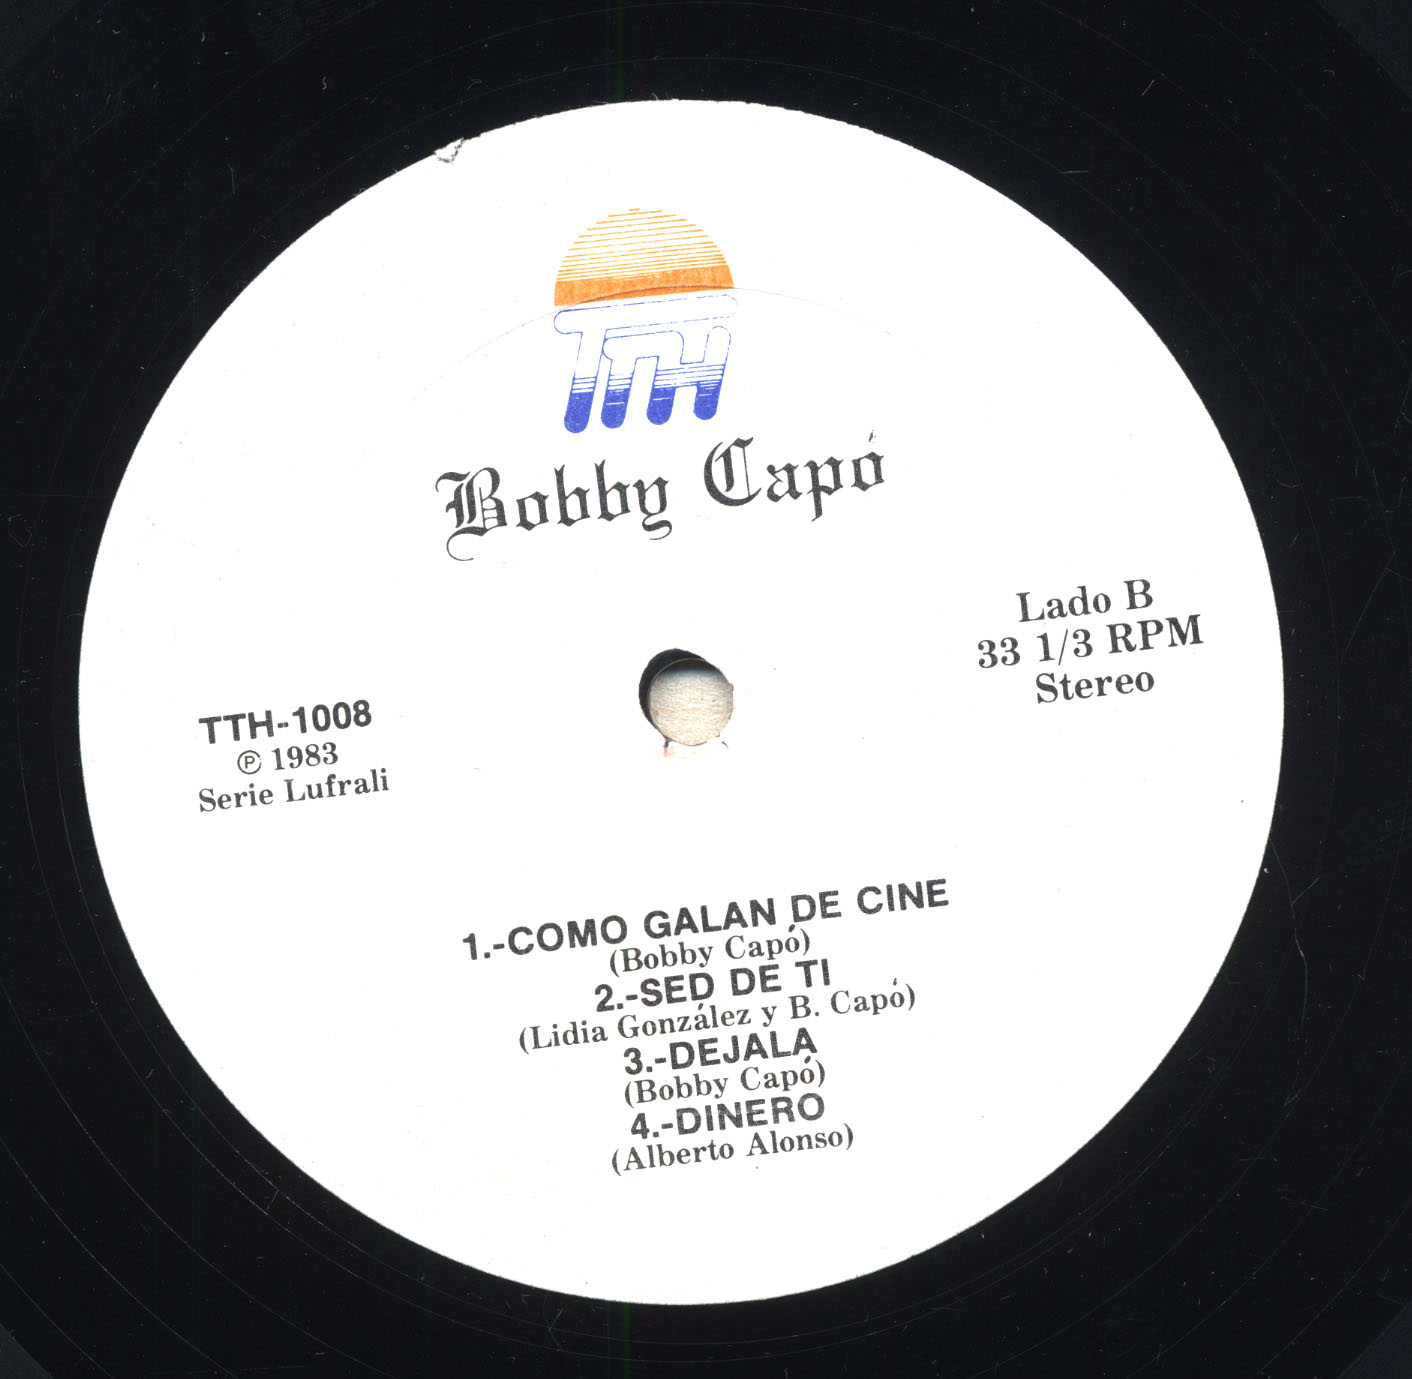 TTH
Bobby Capó
Lado B
33 1/3 RPM
Stereo
TTH-1008
℗ 1983
Serie Lufrali
1.-COMO GALAN DE CINE
(Bobby Capó)
2.-SED DE TI
(Lidia González y B. Capó)
3.-DEJALA
(Bobby Capó)
4.-DINERO
(Alberto Alonso)